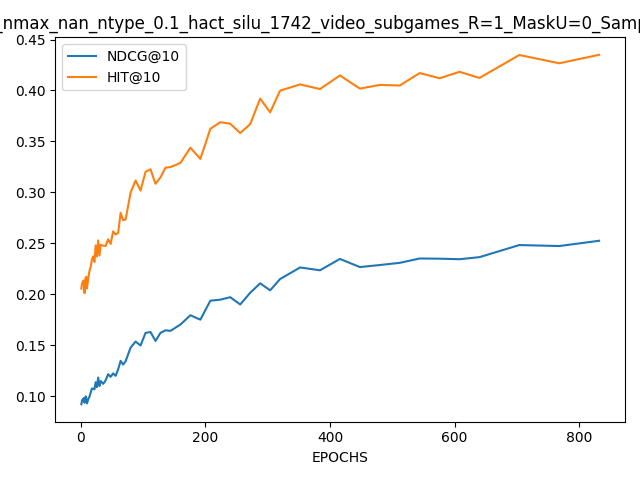 _nmax_nan_ntype_0.1_hact_silu_1742_video_subgames_R=1_MaskU=0_Samp
NDCG@10
HIT@10
0.45
0.40
0.35
0.30
0.25
0.20
0.15
0.10
0 200 400 600 800
EPOCHS